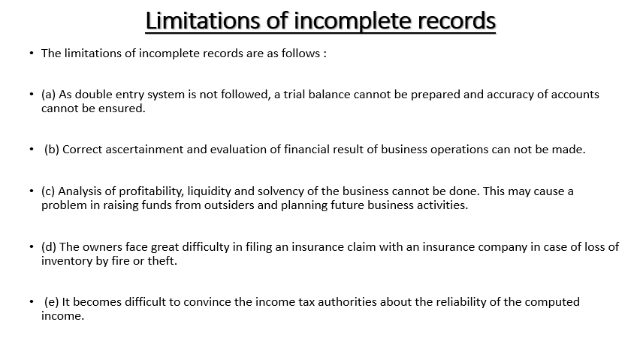 Limitations of incomplete records
• The limitations of incomplete records are as follows :
• (a) As double entry system is not followed, a trial balance cannot be prepared and accuracy of accounts
cannot be ensured.
• (b) Correct ascertainment and evaluation of financial result of business operations can not be made.
• (c) Analysis of profitability, liquidity and solvency of the business cannot be done. This may cause a
problem in raising funds from outsiders and planning future business activities.
• (d) The owners face great difficulty in filing an insurance claim with an insurance company in case of loss of
inventory by fire or theft.
• (e) It becomes difficult to convince the income tax authorities about the reliability of the computed
income.